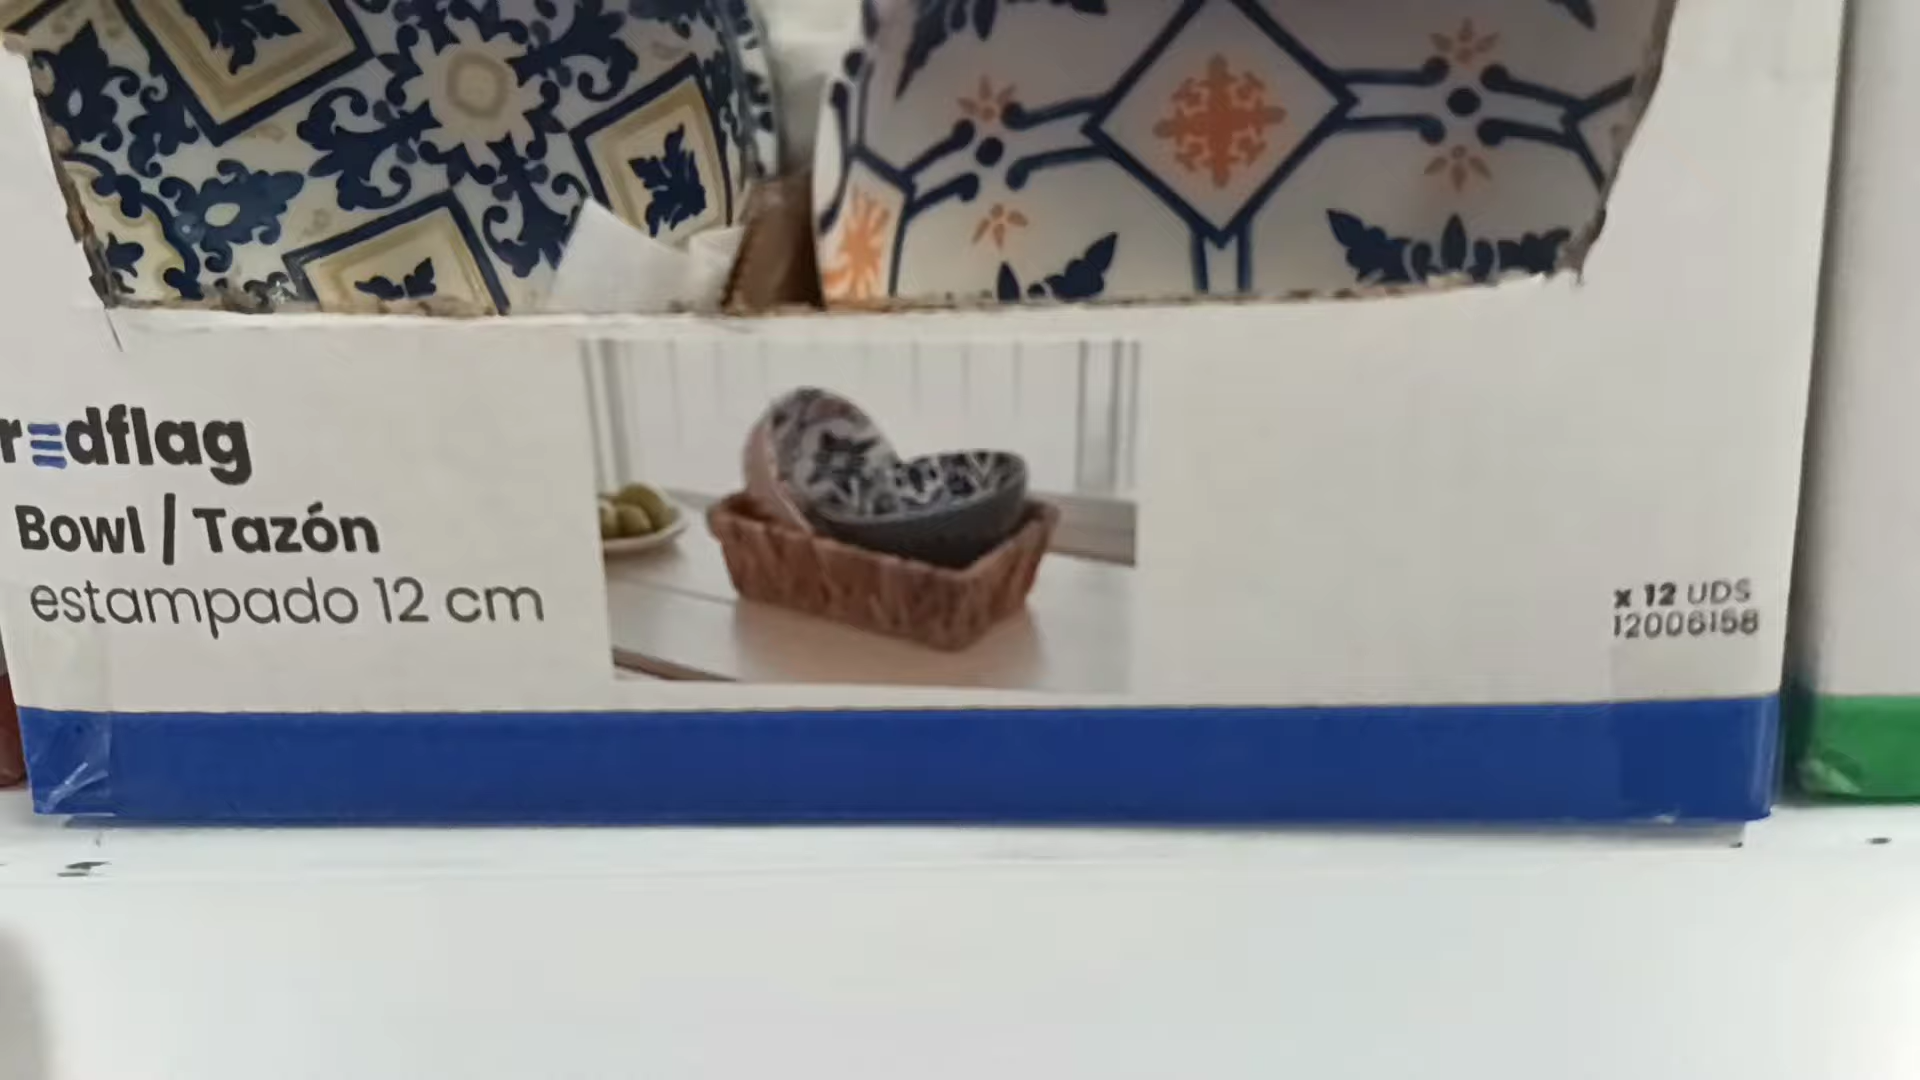 redflag
Bowl / Tazón
estampado 12 cm
x 12 UDS
12006158